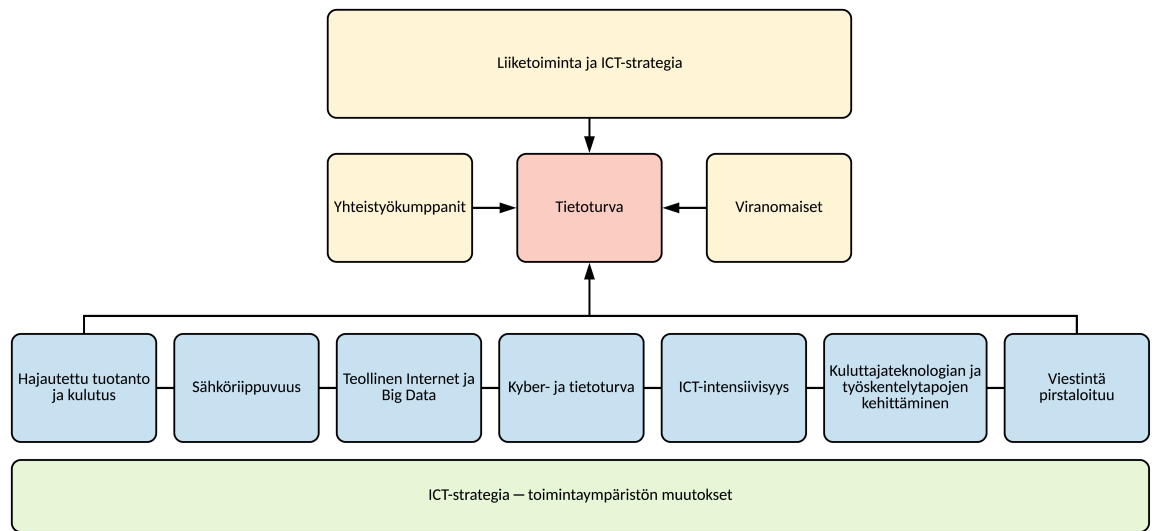 Liiketoiminta ja ICT-strategia
Yhteistyökumppanit
Tietoturva
Viranomaiset
Hajautettu tuotanto
ja kulutus
Sähköriippuvuus
Teollinen Internet ja
Big Data
Kyber- ja tietoturva
ICT-intensiivisyys
Kuluttajateknologian ja
työskentelytapojen
kehittäminen
Viestintä
pirstaloituu
ICT-strategia — toimintaympäristön muutokset